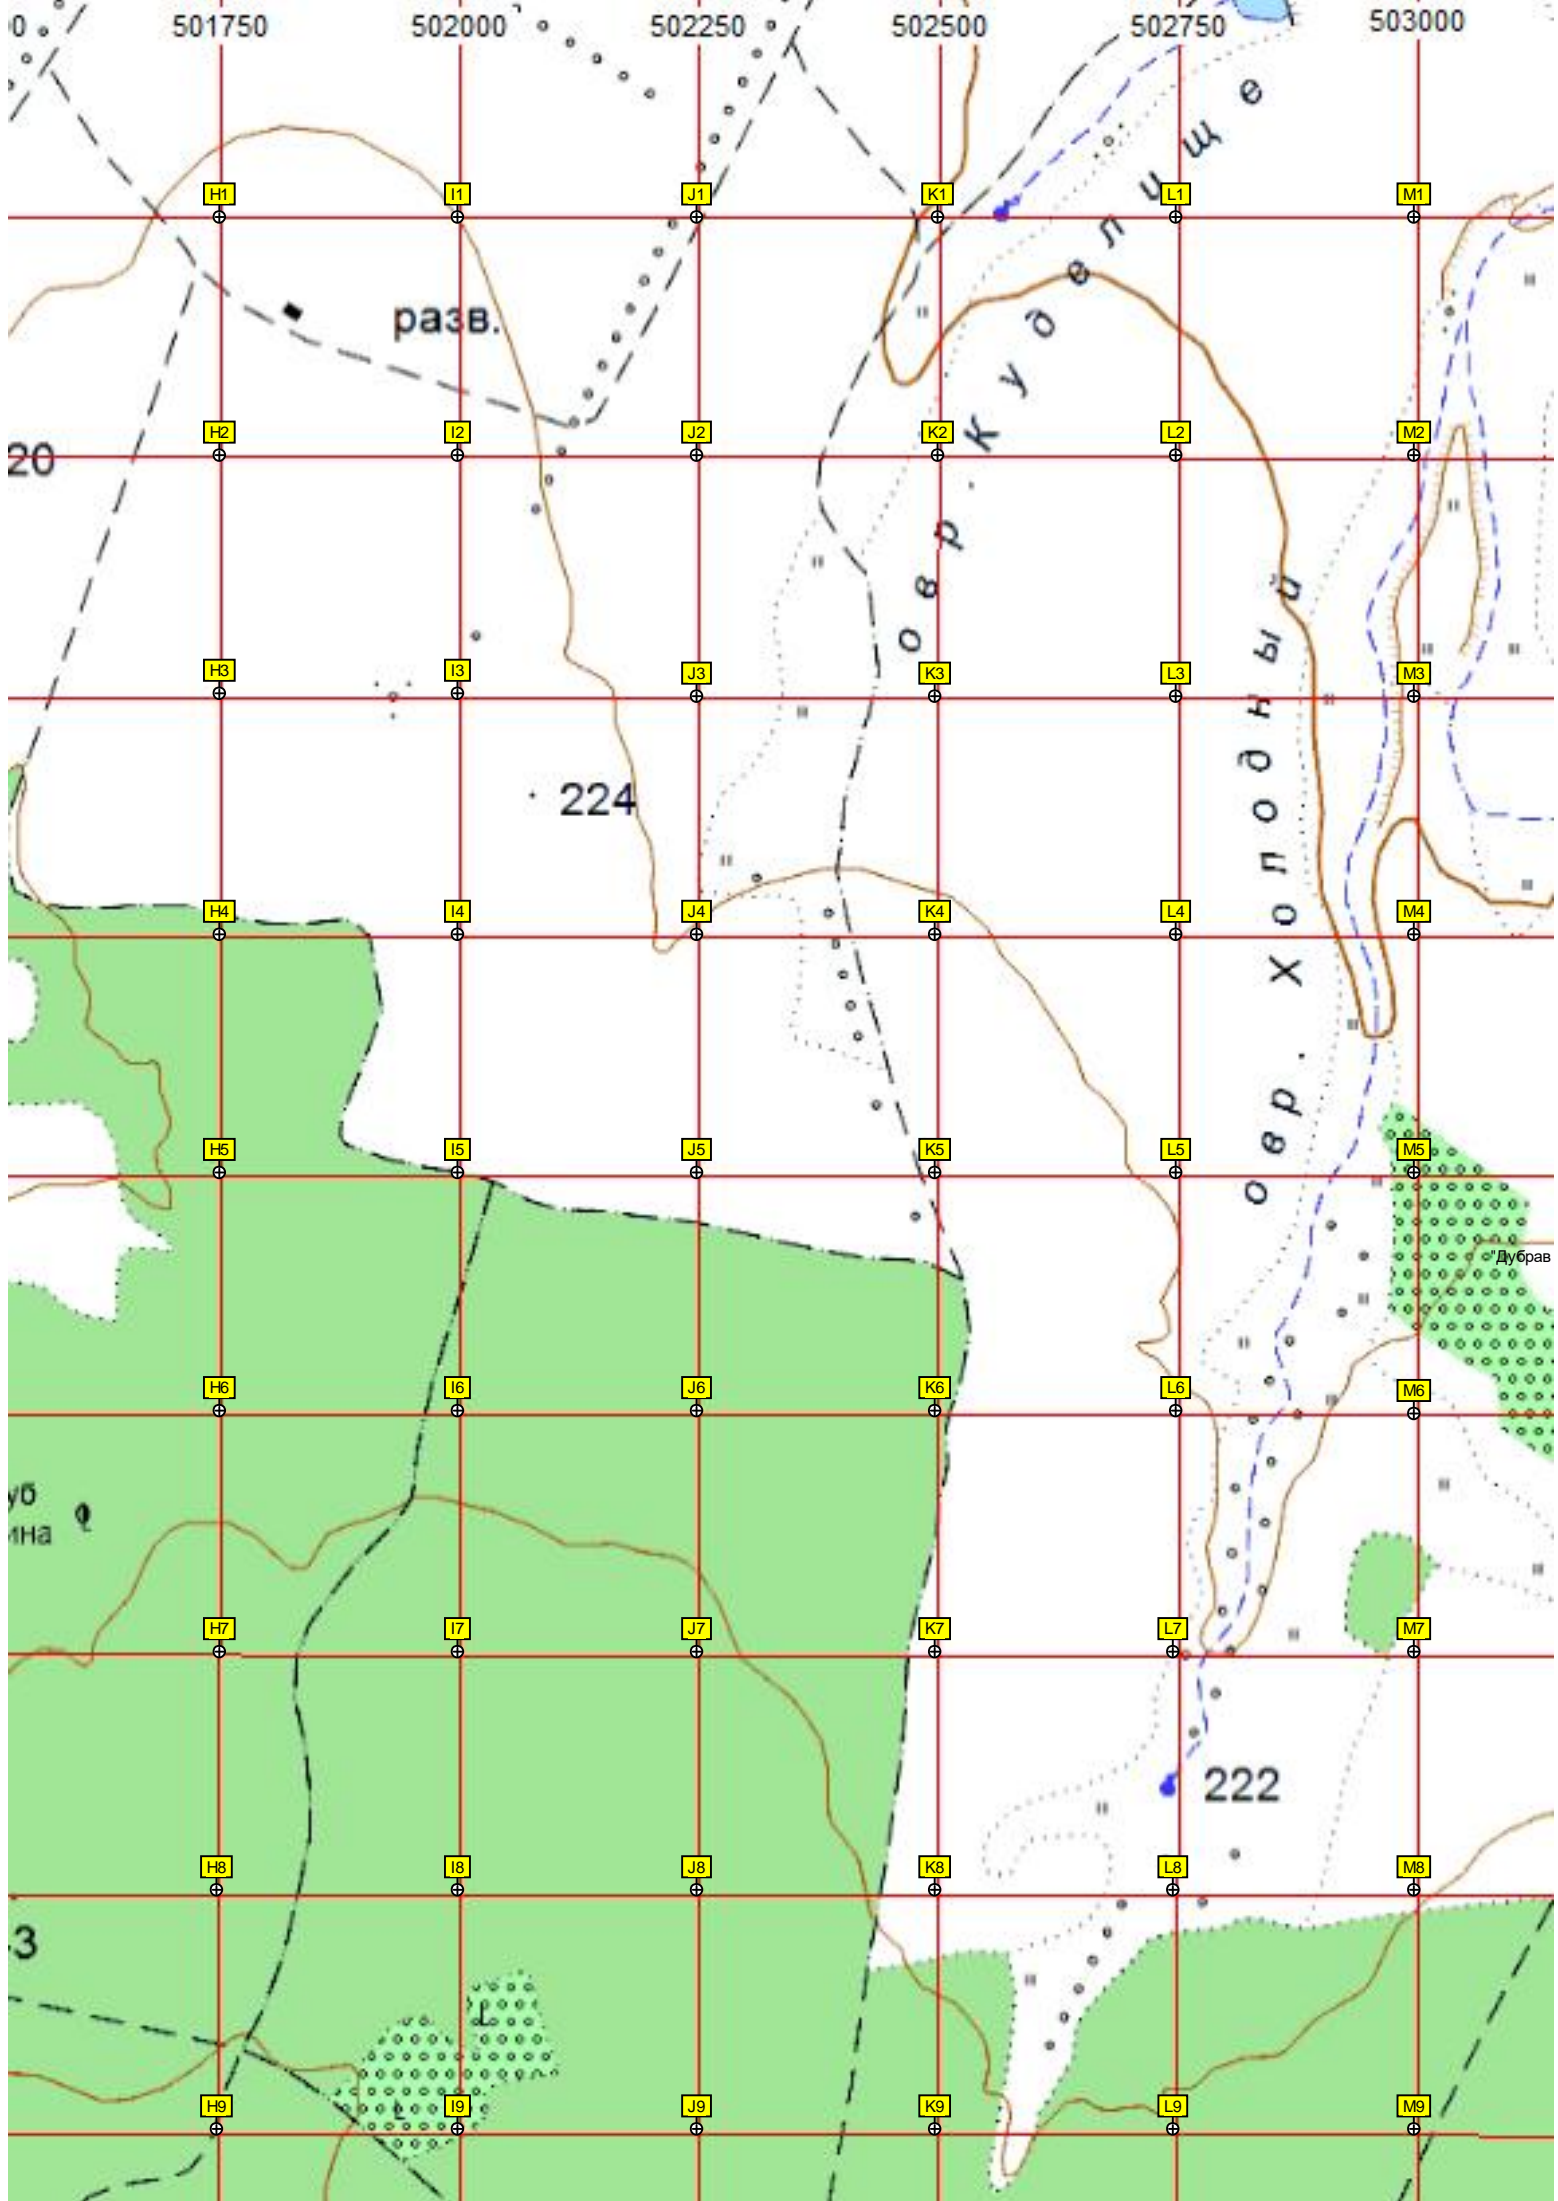 0 501750 502000 502250 502500 502750 503000
H1 I1 J1 K1 L1 M1
разв.
овр. Куделище
H2 I2 J2 K2 L2 M2
20
H3 I3 J3 K3 L3 M3
224
овр. Холодный
H4 I4 J4 K4 L4 M4
H5 I5 J5 K5 L5 M5
"Дубрав
H6 I6 J6 K6 L6 M6
уб
ина
H7 I7 J7 K7 L7 M7
222
H8 I8 J8 K8 L8 M8
3
H9 I9 J9 K9 L9 M9